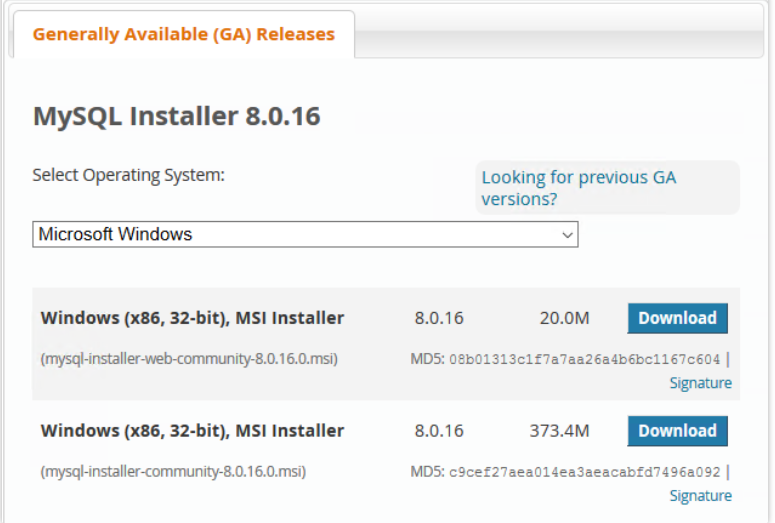 Generally Available (GA) Releases
MySQL Installer 8.0.16
Select Operating System:
Looking for previous GA
versions?
Microsoft Windows
Windows (x86, 32-bit), MSI Installer 8.0.16 20.0M Download
(mysql-installer-web-community-8.0.16.0.msi) MD5: 08b01313c1f7a7aa26a4b6bc1167c604 |
Signature
Windows (x86, 32-bit), MSI Installer 8.0.16 373.4M Download
(mysql-installer-community-8.0.16.0.msi) MD5: c9cef27aea014ea3aeacabfd7496a092 |
Signature